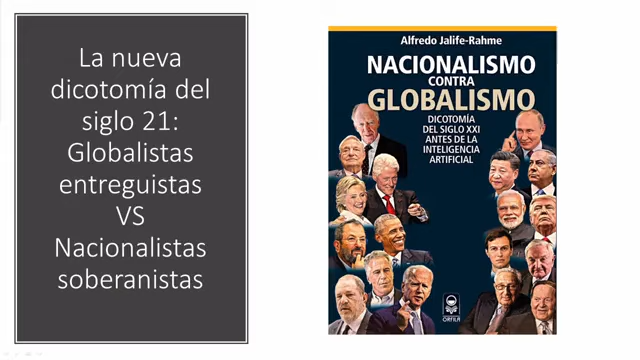 La nueva
dicotomía del
siglo 21:
Globalistas
entreguistas
VS
Nacionalistas
soberanistas
Alfredo Jalife-Rahme
NACIONALISMO
CONTRA
GLOBALISMO
DICOTOMÍA
DEL SIGLO XXI
ANTES DE LA
INTELIGENCIA
ARTIFICIAL
ORFILA